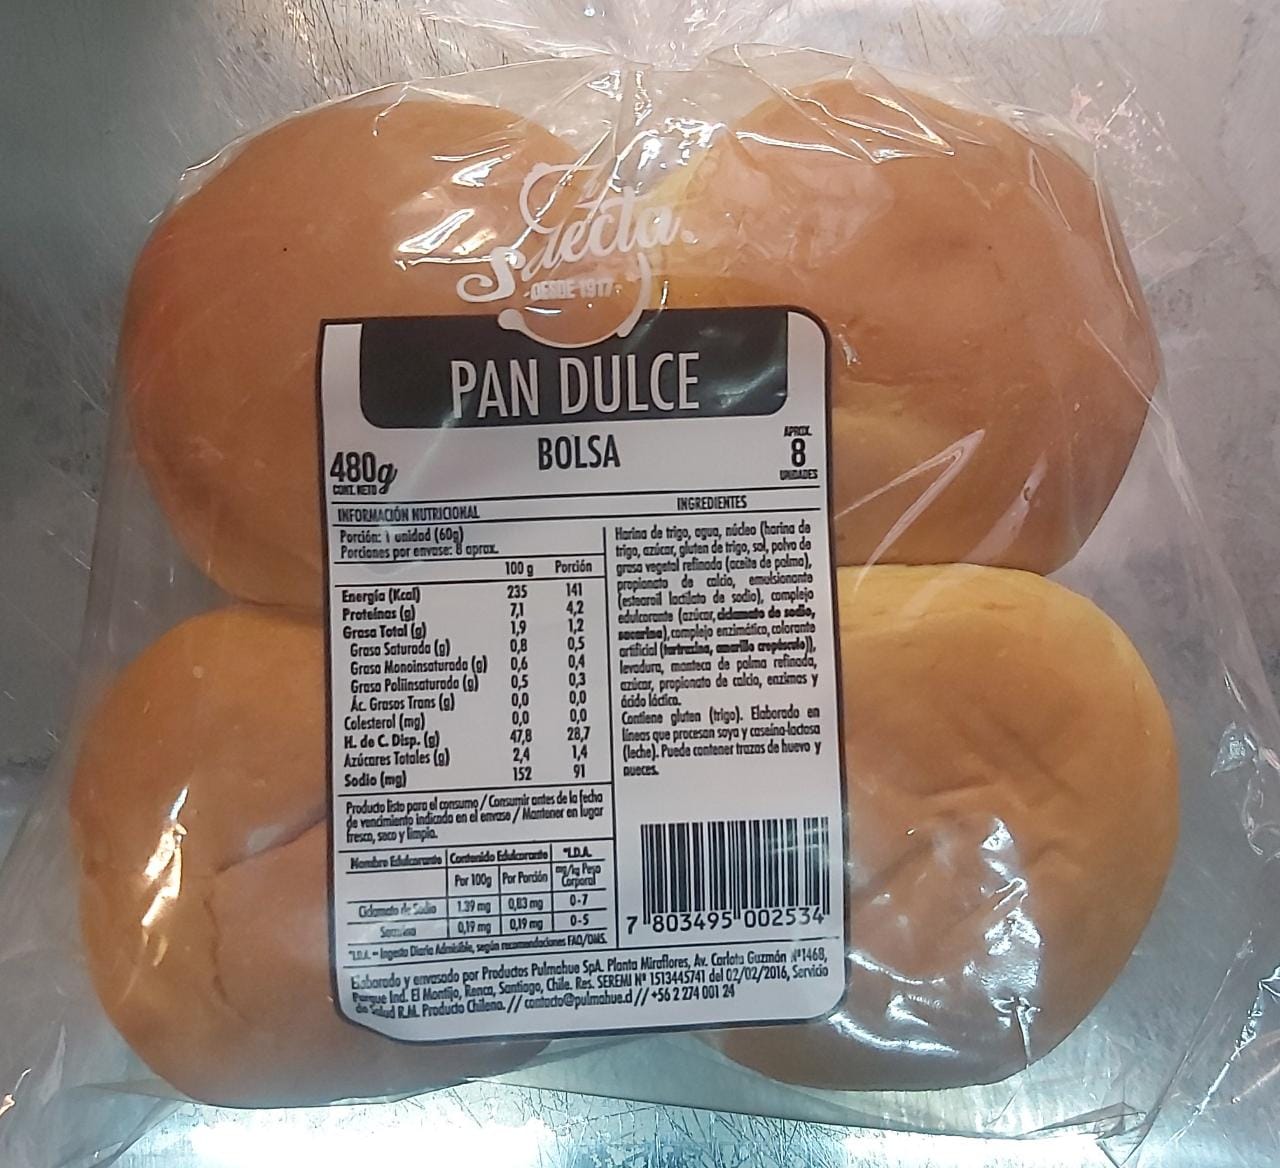 Selecta
DESDE 1917
PAN DULCE
BOLSA
480g
CONT. NETO
APROX.
8
UNIDADES
INFORMACIÓN NUTRICIONAL
Porción: 1 unidad (60g)
Porciones por envase: 8 aprox.
100 g Porción
Energía (Kcal) 235 141
Proteínas (g) 7,1 4,2
Grasa Total (g) 1,9 1,2
Grasa Saturada (g) 0,8 0,5
Grasa Monoinsaturada (g) 0,6 0,4
Grasa Poliinsaturada (g) 0,5 0,3
Ác. Grasos Trans (g) 0,0 0,0
Colesterol (mg) 0,0 0,0
H. de C. Disp. (g) 47,8 28,7
Azúcares Totales (g) 2,4 1,4
Sodio (mg) 152 91
Producto listo para el consumo / Consumir antes de la fecha
de vencimiento indicada en el envase / Mantener en lugar
fresco, seco y limpio.
Nombre Edulcorante Contenido Edulcorante *I.D.A.
Por 100g Por Porción mg/kg Peso
Corporal
Ciclamato de Sodio 1.39 mg 0,83 mg 0-7
Sacarina 0,19 mg 0,19 mg 0-5
*I.D.A. = Ingesta Diaria Admisible, según recomendaciones FAO/OMS.
INGREDIENTES
Harina de trigo, agua, núcleo (harina de
trigo, azúcar, gluten de trigo, sal, polvo de
grasa vegetal refinada (aceite de palma),
propionato de calcio, emulsionante
(estearoil lactilato de sodio), complejo
edulcorante (azúcar, ciclamato de sodio,
sacarina), complejo enzimático, colorante
artificial (tartrazina, amarillo crepúsculo)),
levadura, manteca de palma refinada,
azúcar, propionato de calcio, enzimas y
ácido láctico.
Contiene gluten (trigo). Elaborado en
líneas que procesan soya y caseína-lactosa
(leche). Puede contener trazas de huevo y
nueces.
7 803495 002534
Elaborado y envasado por Productos Pulmahue SpA. Planta Miraflores, Av. Carlota Guzmán Nº1468,
Parque Ind. El Montijo, Renca, Santiago, Chile. Res. SEREMI Nº 1513445741 del 02/02/2016, Servicio
de Salud R.M. Producto Chileno. // contacto@pulmahue.cl // +56 2 274 001 24